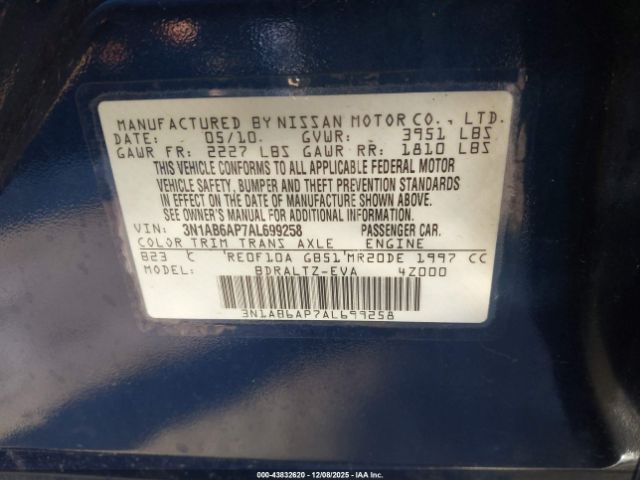 MANUFACTURED BY NISSAN MOTOR CO., LTD.
DATE: 05/10 GVWR: 3951 LBS
GAWR FR: 2227 LBS GAWR RR: 1810 LBS
THIS VEHICLE CONFORMS TO ALL APPLICABLE FEDERAL MOTOR
VEHICLE SAFETY, BUMPER AND THEFT PREVENTION STANDARDS
IN EFFECT ON THE DATE OF MANUFACTURE SHOWN ABOVE.
SEE OWNER'S MANUAL FOR ADDITIONAL INFORMATION.
VIN: 3N1AB6AP7AL699258 PASSENGER CAR.
COLOR TRIM TRANS AXLE ENGINE
B23 C RE0F10A GB51 MR20DE 1997 CC
MODEL: BDRALTZ-EVA 4Z000
3N1AB6AP7AL699258
000-43832620 12/08/2025 IAA, LLC